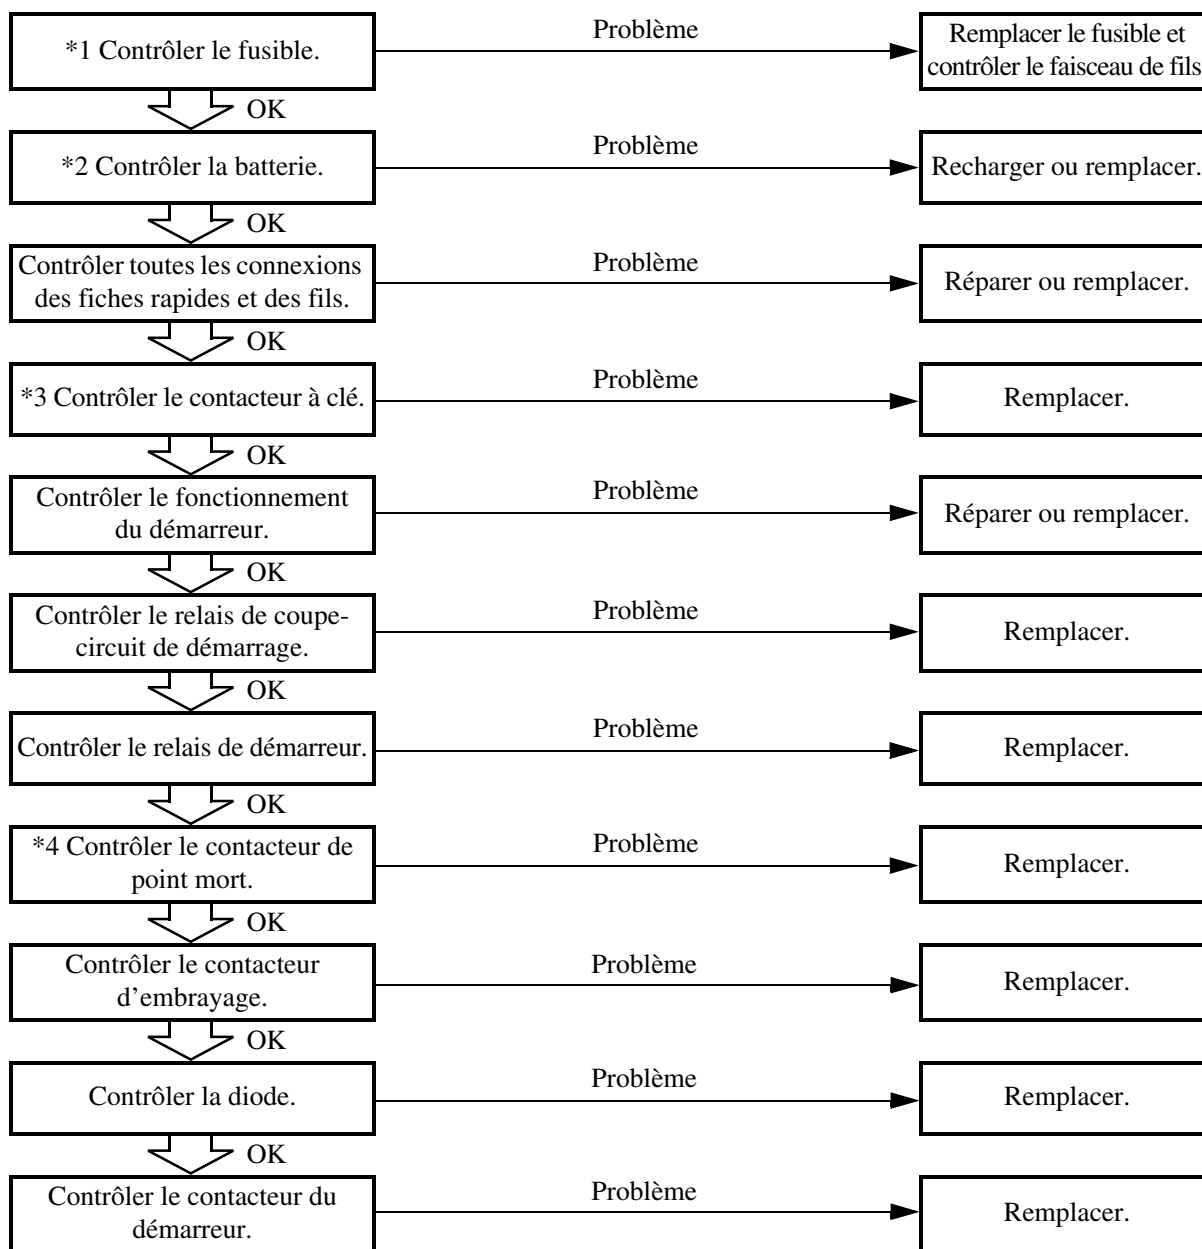 *1 Contrôler le fusible.
Problème
Remplacer le fusible et
contrôler le faisceau de fils
OK
*2 Contrôler la batterie.
Problème
Recharger ou remplacer.
OK
Contrôler toutes les connexions
des fiches rapides et des fils.
Problème
Réparer ou remplacer.
OK
*3 Contrôler le contacteur à clé.
Problème
Remplacer.
OK
Contrôler le fonctionnement
du démarreur.
Problème
Réparer ou remplacer.
OK
Contrôler le relais de coupe-
circuit de démarrage.
Problème
Remplacer.
OK
Contrôler le relais de démarreur.
Problème
Remplacer.
OK
*4 Contrôler le contacteur de
point mort.
Problème
Remplacer.
OK
Contrôler le contacteur
d’embrayage.
Problème
Remplacer.
OK
Contrôler la diode.
Problème
Remplacer.
OK
Contrôler le contacteur du
démarreur.
Problème
Remplacer.